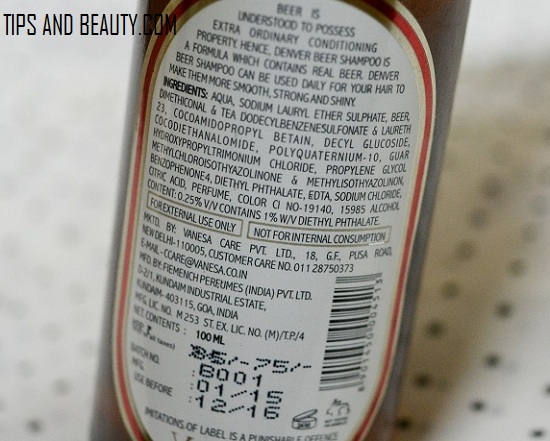 TIPS AND BEAUTY.COM
BEER IS
UNDERSTOOD TO POSSESS
EXTRA ORDINARY CONDITIONING
PROPERTY. HENCE, DENVER BEER SHAMPOO IS
A FORMULA WHICH CONTAINS REAL BEER. DENVER
BEER SHAMPOO CAN BE USED DAILY FOR YOUR HAIR TO
MAKE THEM MORE SMOOTH, STRONG AND SHINY.
INGREDIENTS: AQUA, SODIUM LAURYL ETHER SULPHATE, BEER,
DIMETHICONAL & TEA DODECYLBENZENESULFONATE & LAURETH
23, COCOAMIDOPROPYL BETAIN, DECYL GLUCOSIDE,
COCODIETHANALOMIDE, POLYQUATERNIUM-10, GUAR
HYDROXYPROPYLTRIMONIUM CHLORIDE, PROPYLENE GLYCOL
METHYLCHLOROISOTHYAZOLINONE & METHYLISOTHYAZOLINON,
BENZOPHENONE4, DIETHYL PHTHALATE, EDTA, SODIUM CHLORIDE,
CITRIC ACID, PERFUME, COLOR CI NO-19140, 15985 ALCOHOL
CONTENT: 0.25% V/V CONTAINS 1% W/V DIETHYL PHTHALATE.
FOR EXTERNAL USE ONLY NOT FOR INTERNAL CONSUMPTION
MKTD. BY: VANESA CARE PVT. LTD., 18, G.F., PUSA ROAD,
NEW DELHI-110005, CUSTOMER CARE NO. 011 28750373
E-MAIL - CCARE@VANESA.CO.IN
MFD. BY: FIEMENCH PERFUMES (INDIA) PVT. LTD.
D-2/1, KUNDAIM INDUSTRIAL ESTATE,
KUNDAIM- 403115, GOA, INDIA
MFG. LIC. NO. M 253 ST. EX. LIC. NO. (M)/T.P./4
NET. CONTENTS : 100 ML
85/-75/-
BATCH NO. :B001
MFG. :01/15
USE BEFORE :12/16
IMITATIONS OF LABEL IS A PUNISHABLE OFFENCE